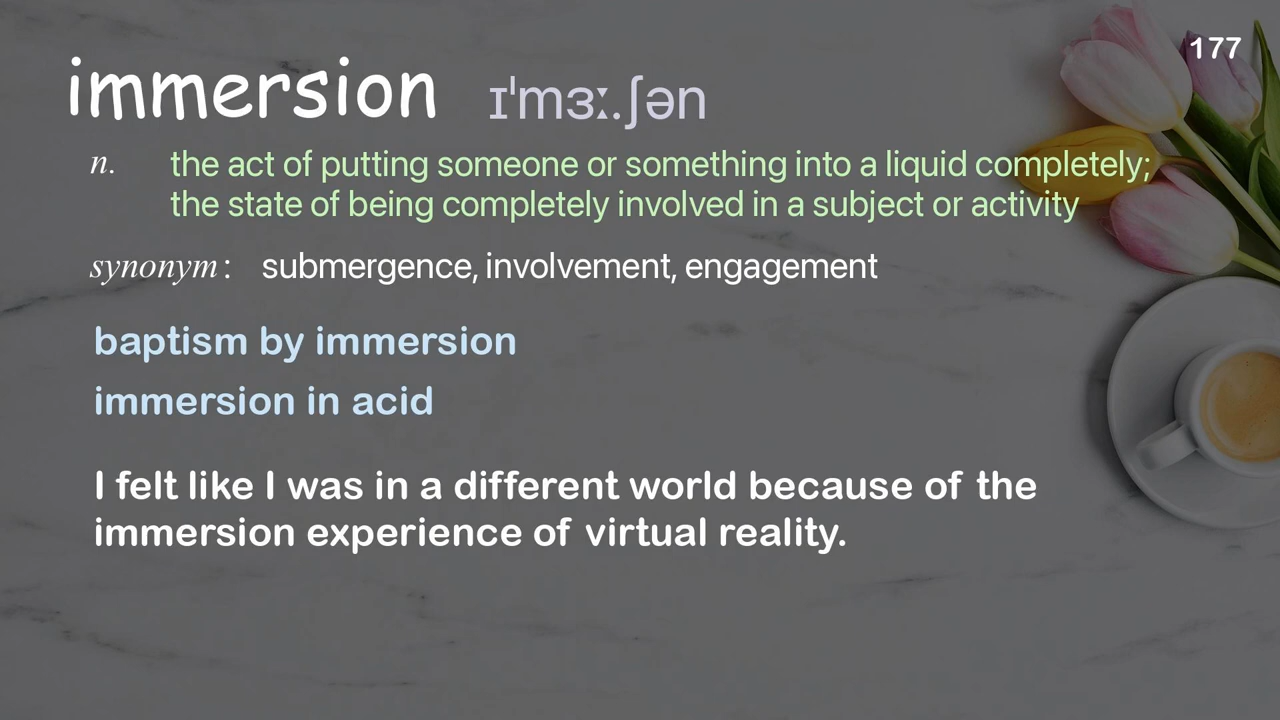 177
immersion ɪˈmɜː.ʃən
n. the act of putting someone or something into a liquid completely;
the state of being completely involved in a subject or activity
synonym : submergence, involvement, engagement
baptism by immersion
immersion in acid
I felt like I was in a different world because of the
immersion experience of virtual reality.